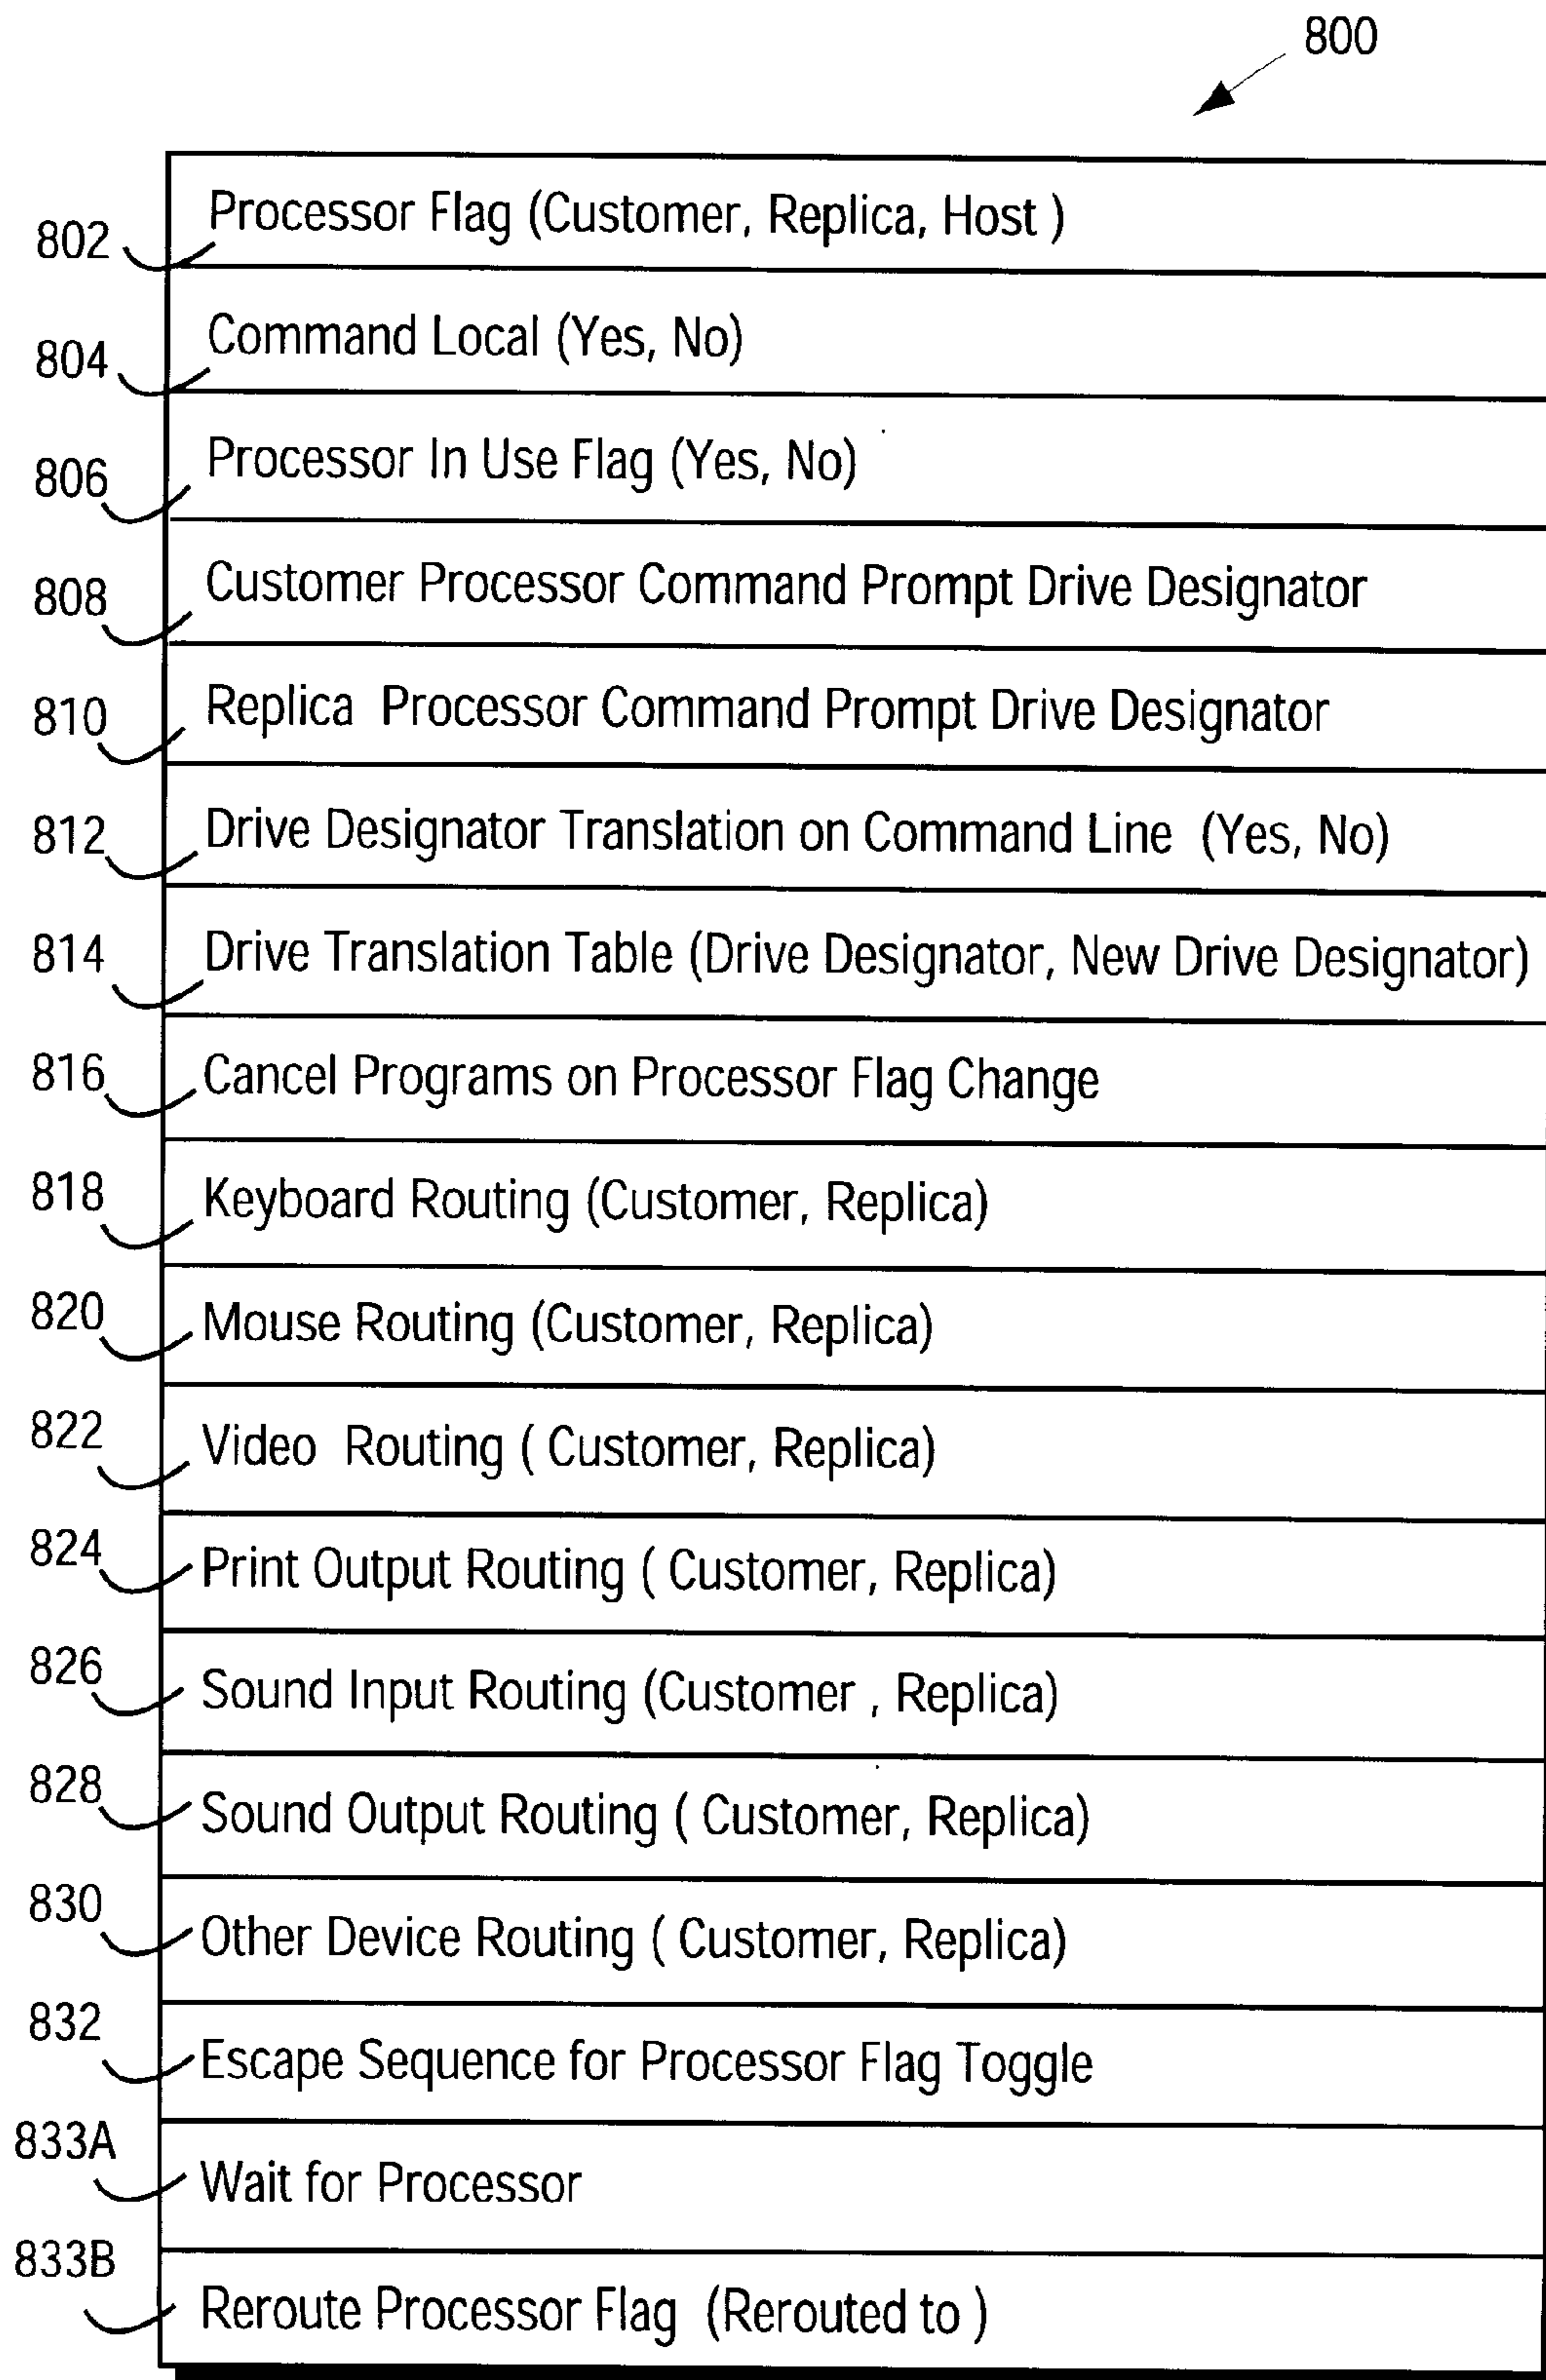 800
802 Processor Flag (Customer, Replica, Host )
804 Command Local (Yes, No)
806 Processor In Use Flag (Yes, No)
808 Customer Processor Command Prompt Drive Designator
810 Replica Processor Command Prompt Drive Designator
812 Drive Designator Translation on Command Line (Yes, No)
814 Drive Translation Table (Drive Designator, New Drive Designator)
816 Cancel Programs on Processor Flag Change
818 Keyboard Routing (Customer, Replica)
820 Mouse Routing (Customer, Replica)
822 Video Routing ( Customer, Replica)
824 Print Output Routing ( Customer, Replica)
826 Sound Input Routing (Customer , Replica)
828 Sound Output Routing ( Customer, Replica)
830 Other Device Routing ( Customer, Replica)
832 Escape Sequence for Processor Flag Toggle
833A Wait for Processor
833B Reroute Processor Flag (Rerouted to )